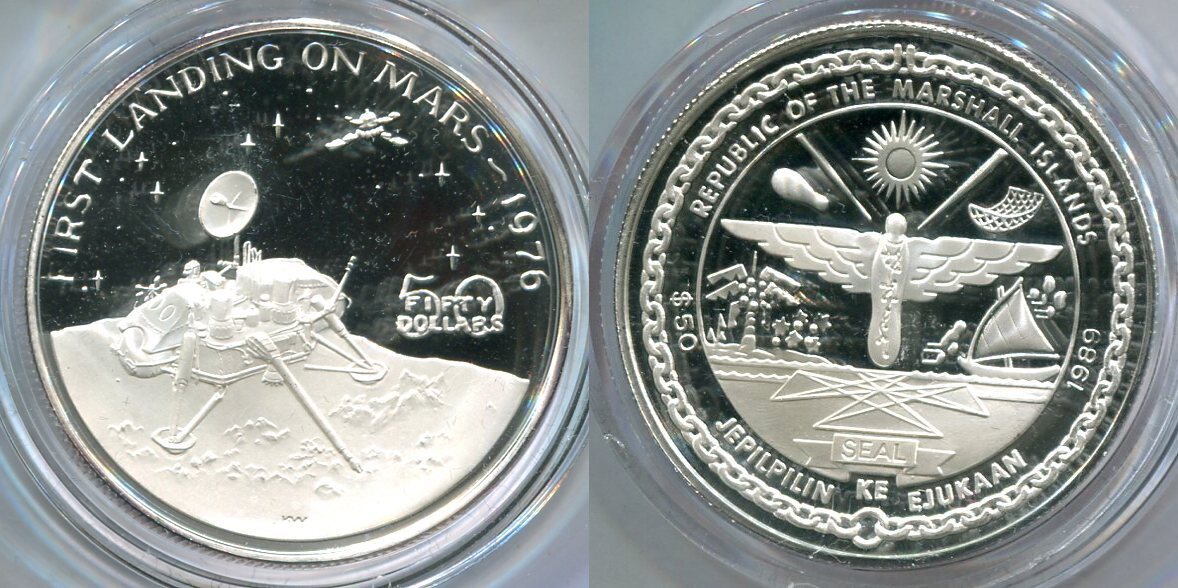 FIRST LANDING ON MARS 1976
50
FIFTY
DOLLARS
REPUBLIC OF THE MARSHALL ISLANDS
$50
1989
SEAL
JEPILPILIN KE EJUKAAN